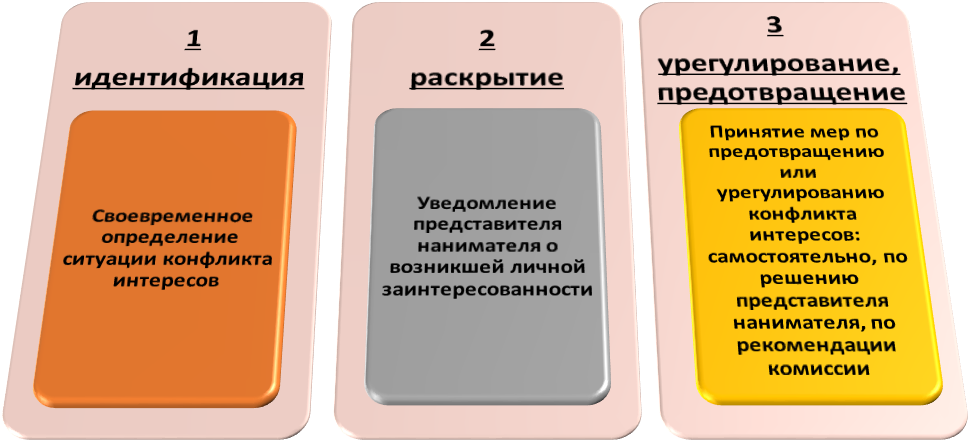 1
идентификация
Своевременное
определение
ситуации конфликта
интересов
2
раскрытие
Уведомление
представителя
нанимателя о
возникшей личной
заинтересованности
3
урегулирование,
предотвращение
Принятие мер по
предотвращению
или
урегулированию
конфликта
интересов:
самостоятельно, по
решению
представителя
нанимателя, по
рекомендации
комиссии